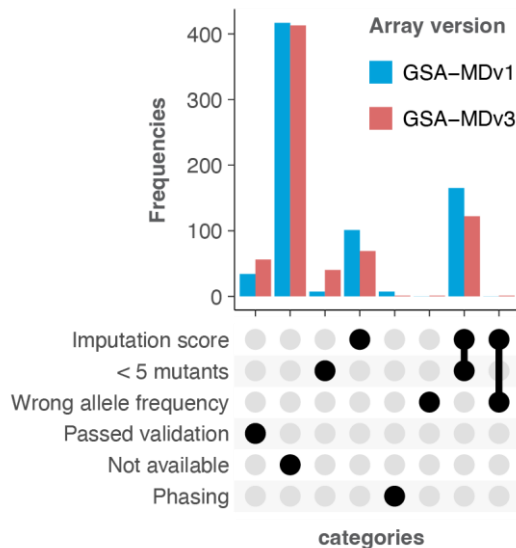 Array version
GSA-MDv1
GSA-MDv3
Frequencies
400
300
200
100
0
Imputation score
< 5 mutants
Wrong allele frequency
Passed validation
Not available
Phasing
categories